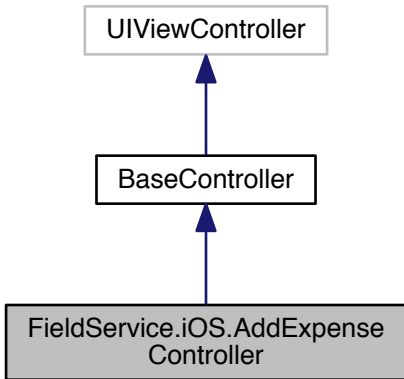 UIViewController
BaseController
FieldService.iOS.AddExpense
Controller